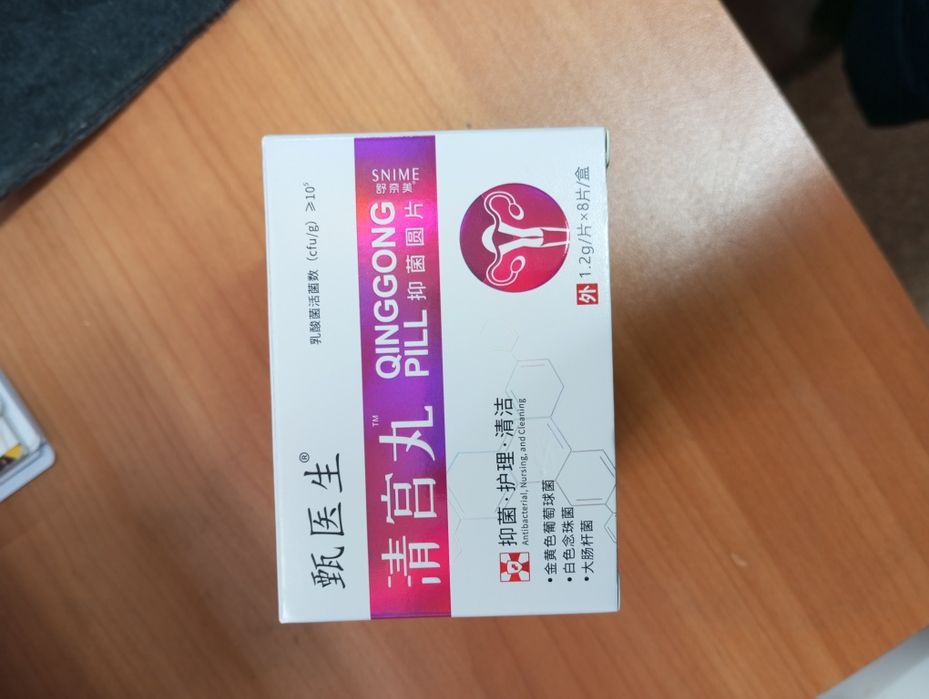 甄医生®
乳酸菌活菌数（cfu/g）≥10⁵
清宫丸™
QINGGONG
PILL
抑菌圆片
SNIME
舒奈美
抑菌·护理·清洁
Antibacterial, Nursing, and Cleaning
•金黄色葡萄球菌
•白色念珠菌
•大肠杆菌
外
1.2g/片×8片/盒